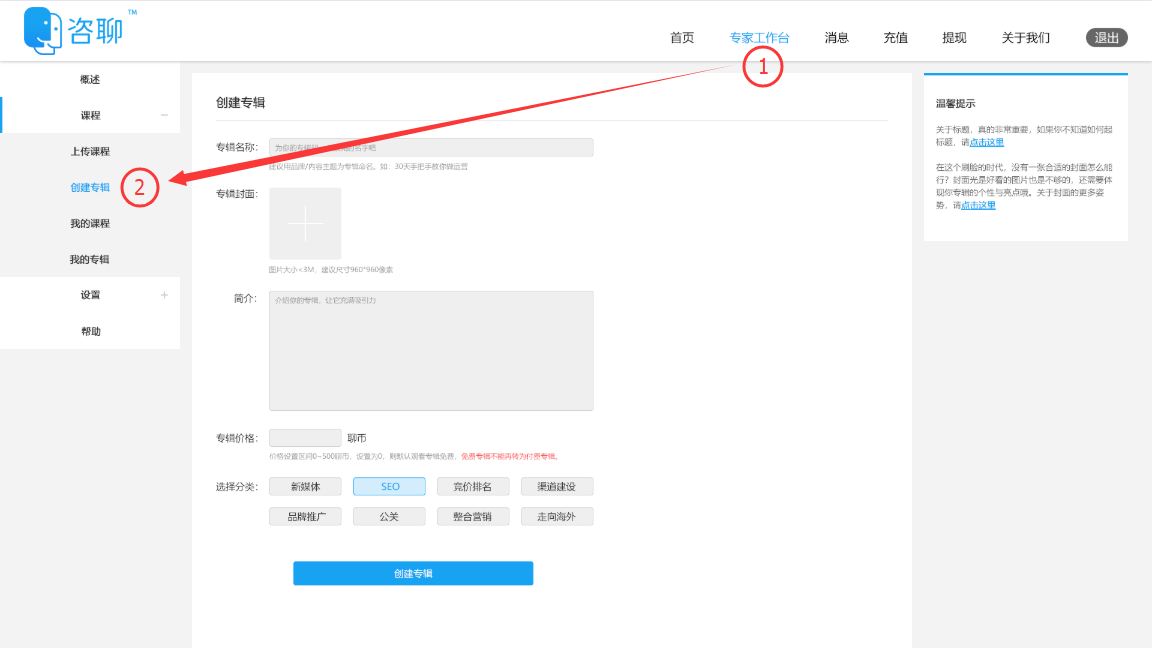 咨聊™
首页 专家工作台 消息 充值 提现 关于我们 退出
1
概述
课程
上传课程
创建专辑 2
我的课程
我的专辑
设置
帮助
创建专辑
专辑名称：
建议用品牌/内容主题为专辑命名。如：30天手把手教你做运营
专辑封面：
图片大小<3M，建议尺寸960*960像素
简介：
介绍你的专辑，让它充满吸引力
专辑价格： 聊币
价格设置区间0~500聊币，设置为0，则默认观看专辑免费，免费专辑不能再转为付费专辑。
选择分类： 新媒体 SEO 竞价排名 渠道建设
品牌推广 公关 整合营销 走向海外
创建专辑
温馨提示
关于标题，真的非常重要，如果你不知道如何起
标题，请点击这里
在这个刷脸的时代，没有一张合适的封面怎么能
行？封面光是好看的图片也是不够的，还需要体
现你专辑的个性与亮点哦。关于封面的更多姿
势，请点击这里